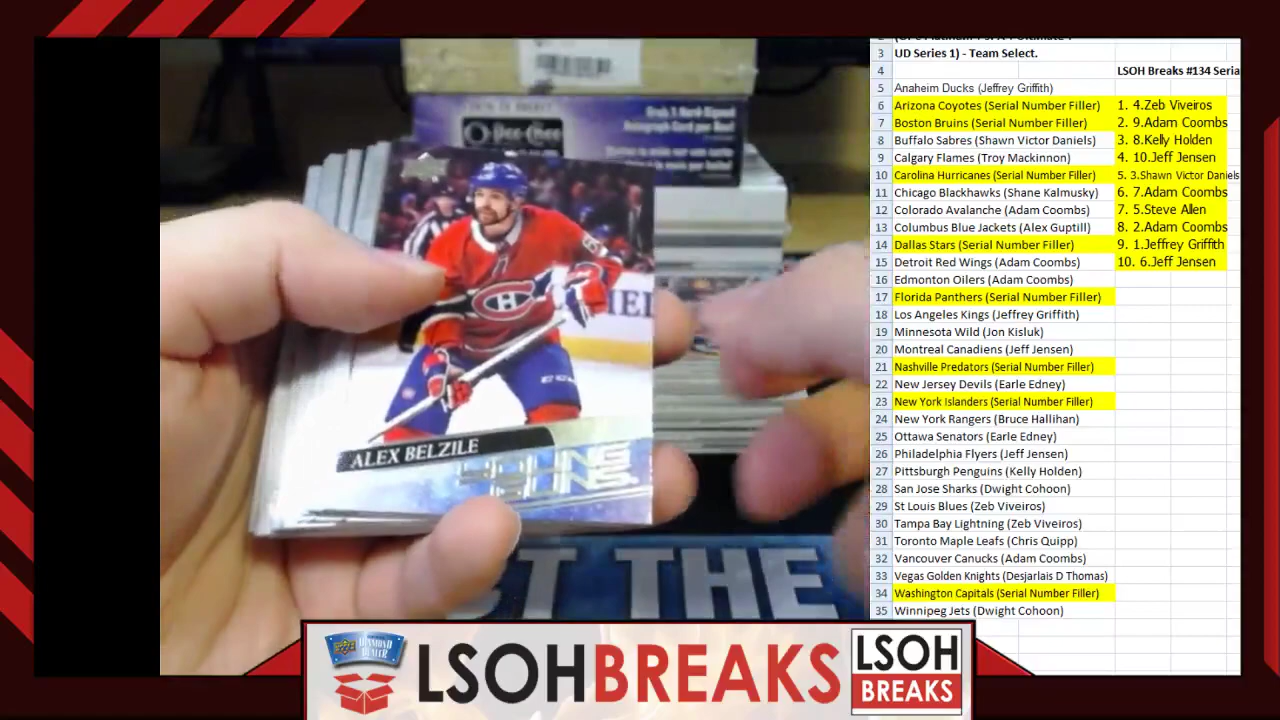 3 UD Series 1) - Team Select.
4 LSOH Breaks #134 Seria
5 Anaheim Ducks (Jeffrey Griffith)
6 Arizona Coyotes (Serial Number Filler) 1. 4.Zeb Viveiros
7 Boston Bruins (Serial Number Filler) 2. 9.Adam Coombs
8 Buffalo Sabres (Shawn Victor Daniels) 3. 8.Kelly Holden
9 Calgary Flames (Troy Mackinnon) 4. 10.Jeff Jensen
10 Carolina Hurricanes (Serial Number Filler) 5. 3.Shawn Victor Daniels
11 Chicago Blackhawks (Shane Kalmusky) 6. 7.Adam Coombs
12 Colorado Avalanche (Adam Coombs) 7. 5.Steve Allen
13 Columbus Blue Jackets (Alex Guptill) 8. 2.Adam Coombs
14 Dallas Stars (Serial Number Filler) 9. 1.Jeffrey Griffith
15 Detroit Red Wings (Adam Coombs) 10. 6.Jeff Jensen
16 Edmonton Oilers (Adam Coombs)
17 Florida Panthers (Serial Number Filler)
18 Los Angeles Kings (Jeffrey Griffith)
19 Minnesota Wild (Jon Kisluk)
20 Montreal Canadiens (Jeff Jensen)
21 Nashville Predators (Serial Number Filler)
22 New Jersey Devils (Earle Edney)
23 New York Islanders (Serial Number Filler)
24 New York Rangers (Bruce Hallihan)
25 Ottawa Senators (Earle Edney)
26 Philadelphia Flyers (Jeff Jensen)
27 Pittsburgh Penguins (Kelly Holden)
28 San Jose Sharks (Dwight Cohoon)
29 St Louis Blues (Zeb Viveiros)
30 Tampa Bay Lightning (Zeb Viveiros)
31 Toronto Maple Leafs (Chris Quipp)
32 Vancouver Canucks (Adam Coombs)
33 Vegas Golden Knights (Desjarlais D Thomas)
34 Washington Capitals (Serial Number Filler)
35 Winnipeg Jets (Dwight Cohoon)
O-Pee-Chee
ALEX BELZILE
YOUNG
GUNS
T THE
DIAMOND
DEALER
LSOHBREAKS
LSOH
BREAKS